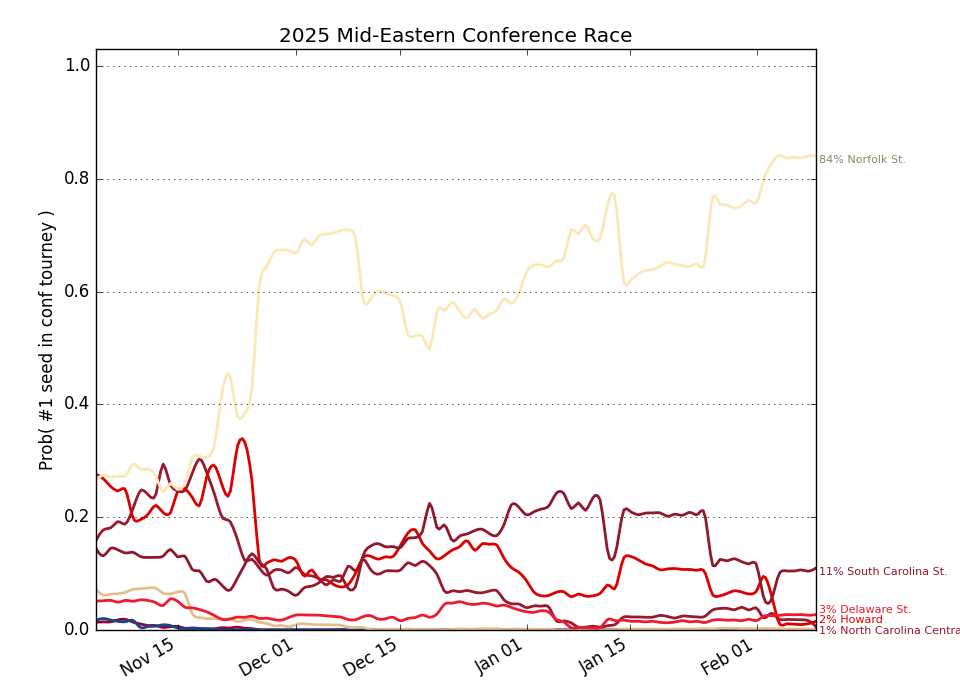 2025 Mid-Eastern Conference Race
Prob( #1 seed in conf tourney )
1.0
0.8
0.6
0.4
0.2
0.0
84% Norfolk St.
11% South Carolina St.
3% Delaware St.
2% Howard
1% North Carolina Centra
Nov 15
Dec 01
Dec 15
Jan 01
Jan 15
Feb 01